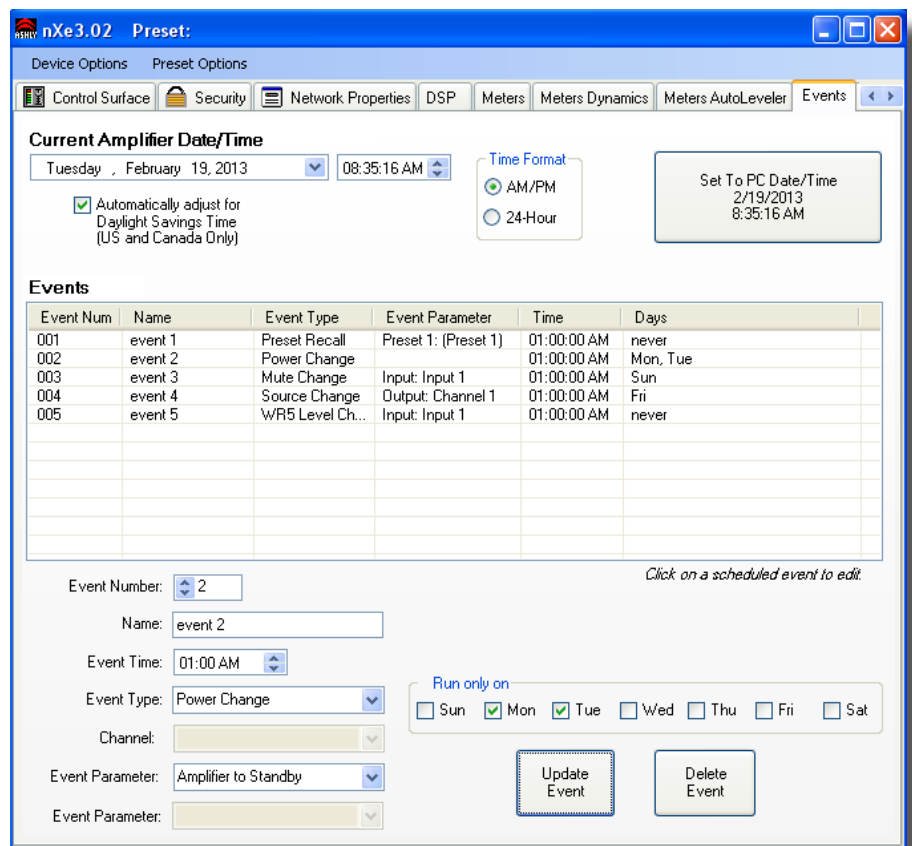 ASHLY nXe3.02 Preset:
Device Options Preset Options
Control Surface Security Network Properties DSP Meters Meters Dynamics Meters AutoLeveler Events
Current Amplifier Date/Time
Tuesday , February 19, 2013 08:35:16 AM
Automatically adjust for
Daylight Savings Time
(US and Canada Only)
Time Format
AM/PM
24-Hour
Set To PC Date/Time
2/19/2013
8:35:16 AM
Events
Event Num Name Event Type Event Parameter Time Days
001 event 1 Preset Recall Preset 1: (Preset 1) 01:00:00 AM never
002 event 2 Power Change 01:00:00 AM Mon, Tue
003 event 3 Mute Change Input: Input 1 01:00:00 AM Sun
004 event 4 Source Change Output: Channel 1 01:00:00 AM Fri
005 event 5 WR5 Level Ch... Input: Input 1 01:00:00 AM never
Click on a scheduled event to edit.
Event Number: 2
Name: event 2
Event Time: 01:00 AM
Event Type: Power Change
Channel:
Event Parameter: Amplifier to Standby
Event Parameter:
Run only on
Sun Mon Tue Wed Thu Fri Sat
Update
Event
Delete
Event